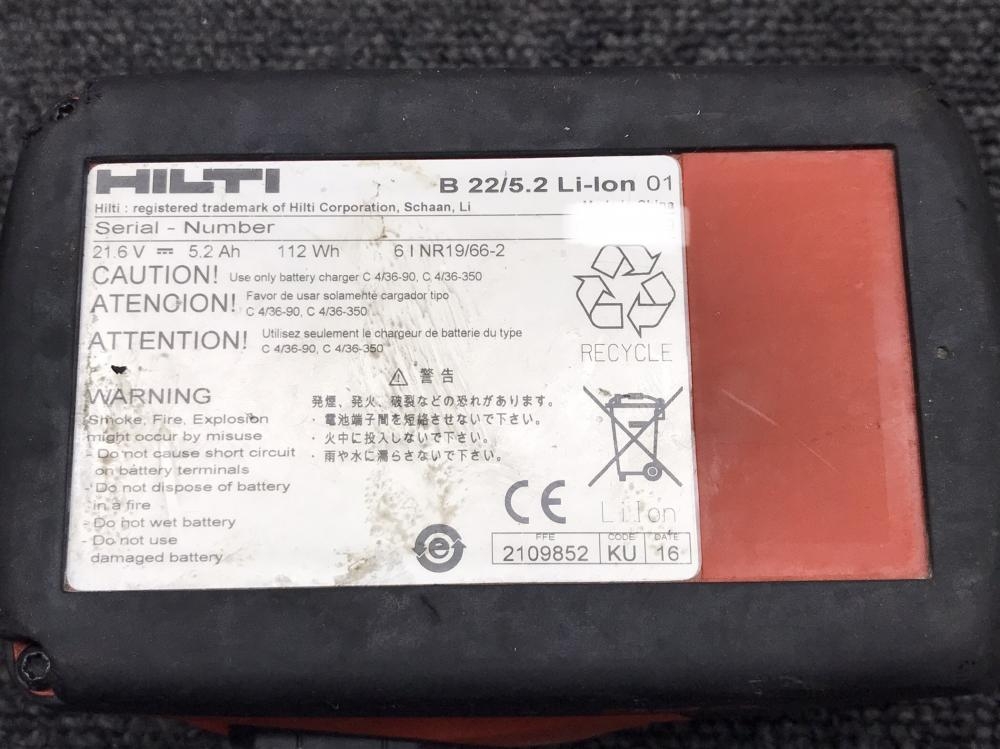 HILTI
B 22/5.2 Li-Ion 01
Hilti : registered trademark of Hilti Corporation, Schaan, Li
Made in China
Serial - Number
21.6 V ⎓ 5.2 Ah 112 Wh 6 I NR19/66-2
CAUTION! Use only battery charger C 4/36-90, C 4/36-350
ATENCION! Favor de usar solamente cargador tipo
C 4/36-90, C 4/36-350
ATTENTION! Utilisez seulement le chargeur de batterie du type
C 4/36-90, C 4/36-350
RECYCLE
WARNING
Smoke, Fire, Explosion
might occur by misuse
- Do not cause short circuit
on battery terminals
- Do not dispose of battery
in a fire
- Do not wet battery
- Do not use
damaged battery
⚠ 警告
発煙、発火、破裂などの恐れがあります。
・電池端子間を短絡させないで下さい。
・火中に投入しないで下さい。
・雨や水に濡らさないで下さい。
CE
LiIon
e
FFE CODE DATE
2109852 KU 16